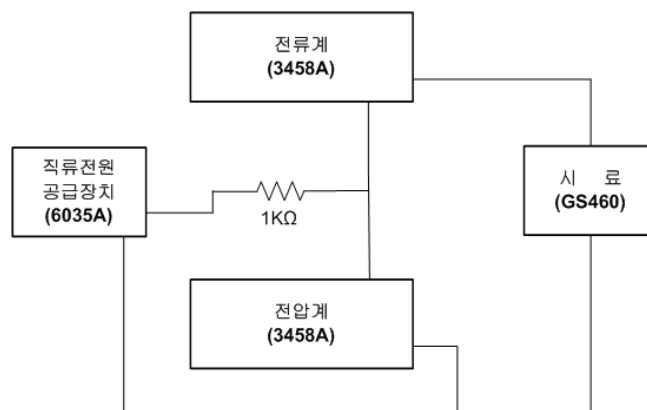 전류계
(3458A)
직류전원
공급장치
(6035A)
1KΩ
시 료
(GS460)
전압계
(3458A)